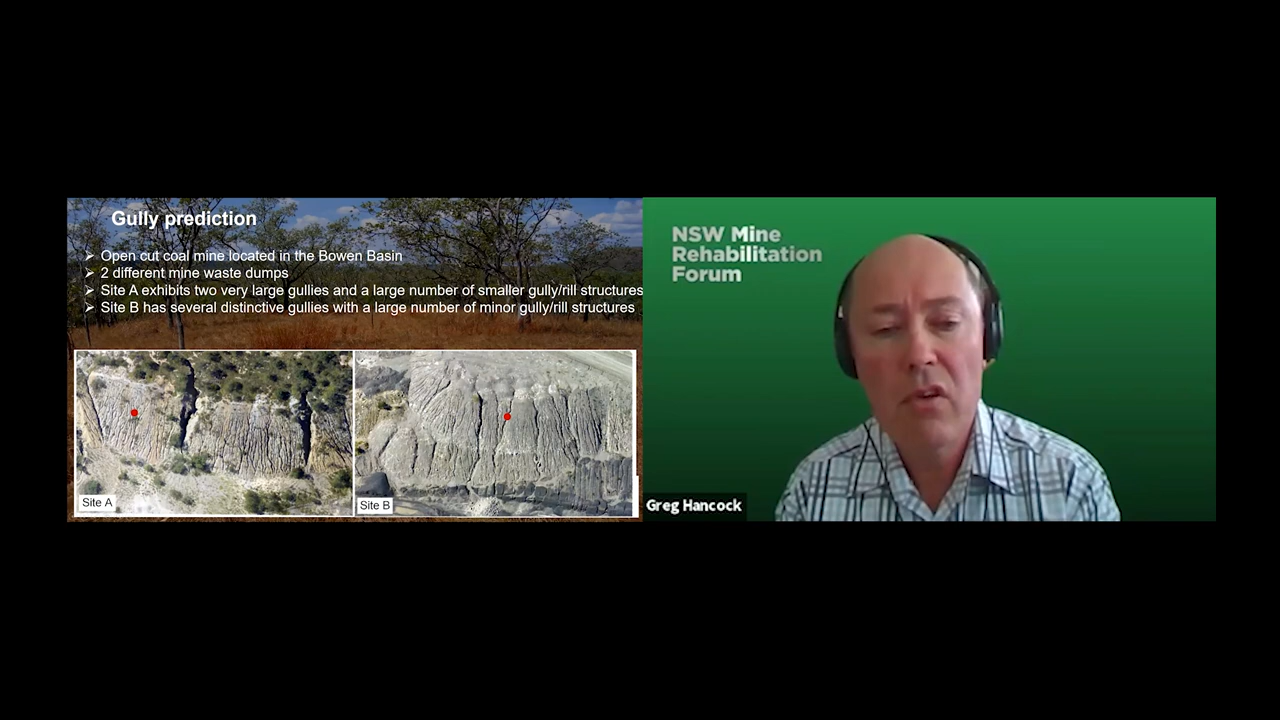 Gully prediction
➢ Open cut coal mine located in the Bowen Basin
➢ 2 different mine waste dumps
➢ Site A exhibits two very large gullies and a large number of smaller gully/rill structures
➢ Site B has several distinctive gullies with a large number of minor gully/rill structures
Site A
Site B
NSW Mine
Rehabilitation
Forum
Greg Hancock